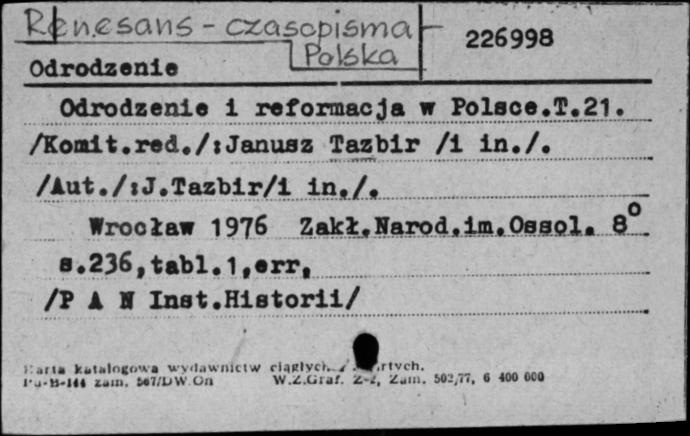 Renesans - czasopisma
Polska
226998
Odrodzenie
Odrodzenie i reformacja w Polsce.T.21.
/Komit.red./:Janusz Tazbir /i in./.
/Aut./:J.Tazbir/i in./.
Wrocław 1976 Zakł.Narod.im.Ossol. 8°
s.236,tabl.1,err,
/P A N Inst.Historii/
Karta katalogowa wydawnictw ciągłych
Pu-B-144 zam. 567/DW.On W.Z.Graf. Z-2, Zam. 502,77, 6 400 000